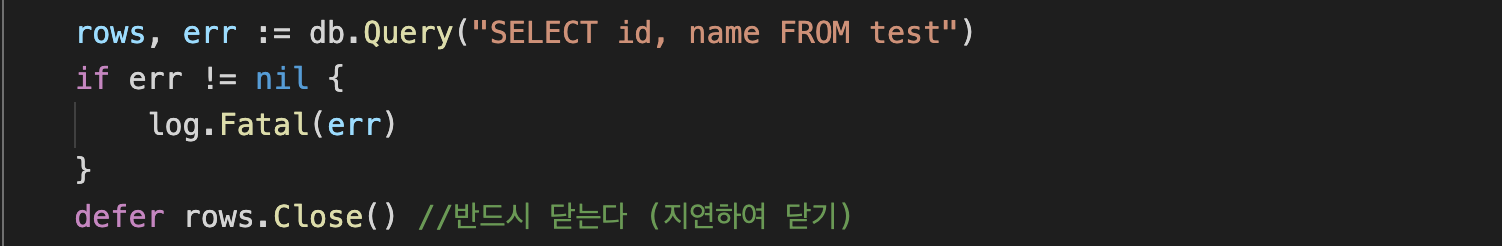 rows, err := db.Query("SELECT id, name FROM test")
if err != nil {
    log.Fatal(err)
}
defer rows.Close() //반드시 닫는다 (지연하여 닫기)